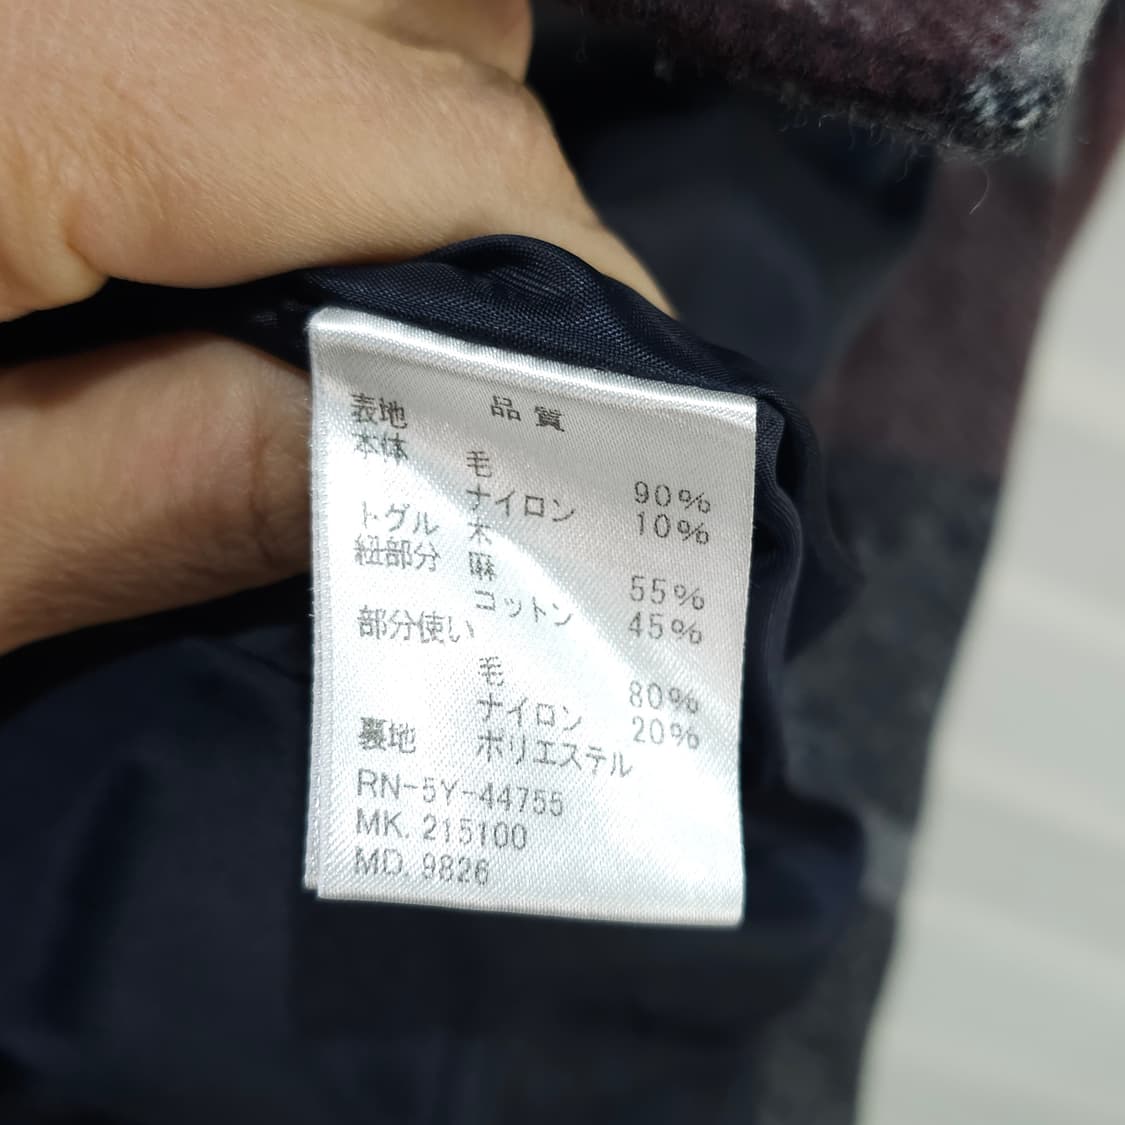 品質
表地
本体 毛 90%
ナイロン 10%
トグル 木
紐部分 麻 55%
コットン 45%
部分使い
毛 80%
ナイロン 20%
裏地 ポリエステル
RN-5Y-44755
MK. 215100
MD. 9826